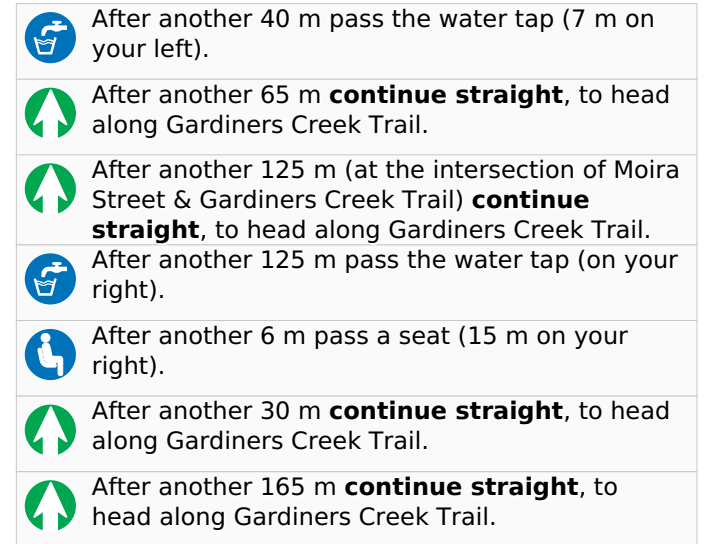 After another 40 m pass the water tap (7 m on
your left).
After another 65 m continue straight, to head
along Gardiners Creek Trail.
After another 125 m (at the intersection of Moira
Street & Gardiners Creek Trail) continue
straight, to head along Gardiners Creek Trail.
After another 125 m pass the water tap (on your
right).
After another 6 m pass a seat (15 m on your
right).
After another 30 m continue straight, to head
along Gardiners Creek Trail.
After another 165 m continue straight, to
head along Gardiners Creek Trail.